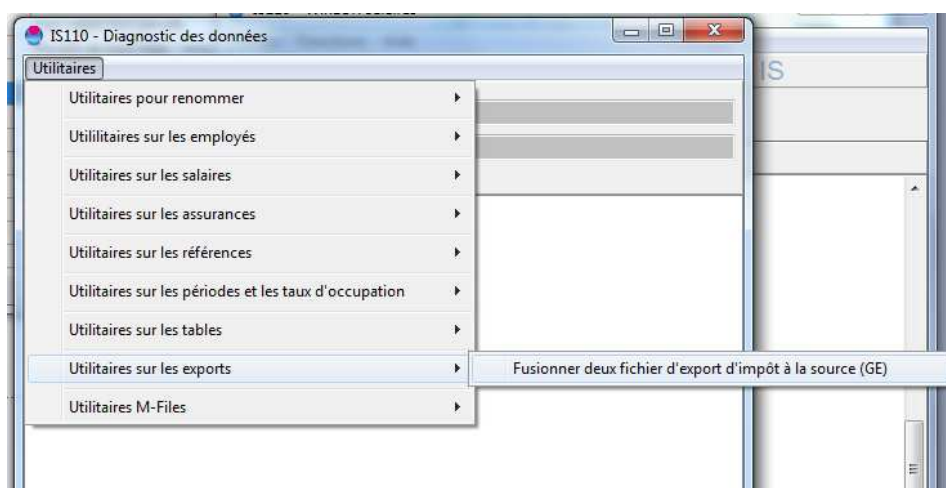 IS110 - Diagnostic des données
Utilitaires
IS
Utilitaires pour renommer
Utililitaires sur les employés
Utilitaires sur les salaires
Utilitaires sur les assurances
Utilitaires sur les références
Utilitaires sur les périodes et les taux d'occupation
Utilitaires sur les tables
Utilitaires sur les exports
Fusionner deux fichier d'export d'impôt à la source (GE)
Utilitaires M-Files